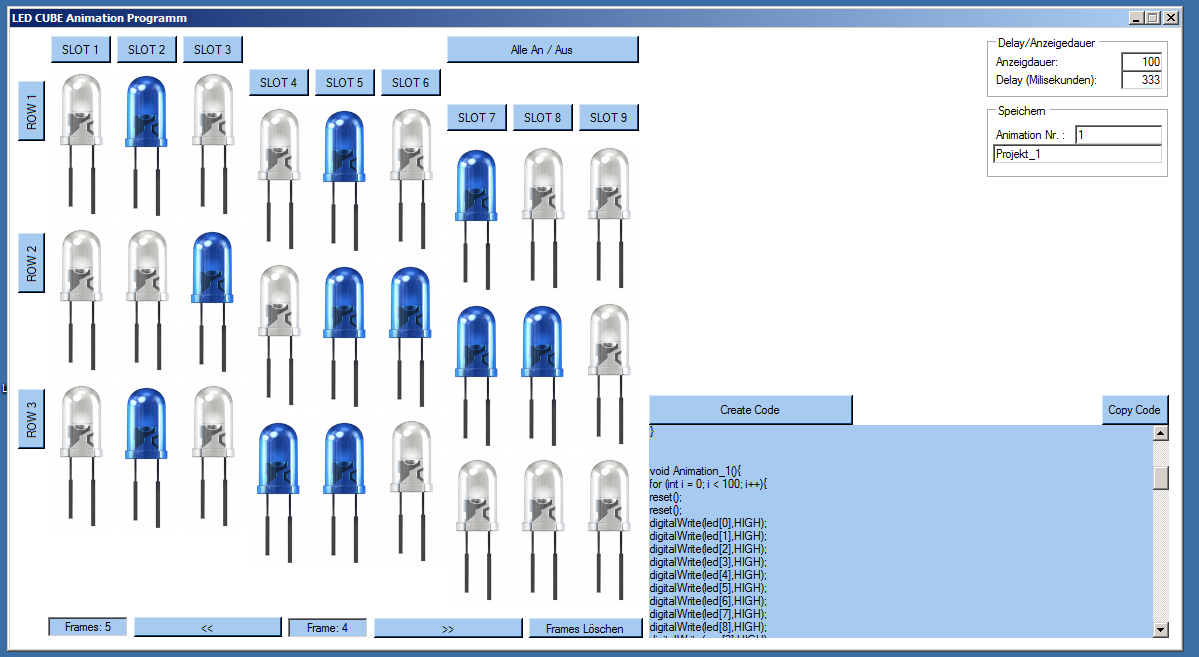 LED CUBE Animation Programm
SLOT 1
SLOT 2
SLOT 3
SLOT 4
SLOT 5
SLOT 6
SLOT 7
SLOT 8
SLOT 9
Alle An / Aus
ROW 1
ROW 2
ROW 3
Delay/Anzeigedauer
Anzeigdauer: 100
Delay (Milisekunden): 333
Speichern
Animation Nr. : 1
Projekt_1
Create Code
Copy Code
}
void Animation_1(){
for (int i = 0; i < 100; i++){
reset();
reset();
digitalWrite(led[0],HIGH);
digitalWrite(led[1],HIGH);
digitalWrite(led[2],HIGH);
digitalWrite(led[3],HIGH);
digitalWrite(led[4],HIGH);
digitalWrite(led[5],HIGH);
digitalWrite(led[6],HIGH);
digitalWrite(led[7],HIGH);
digitalWrite(led[8],HIGH);
Frames: 5
<<
Frame: 4
>>
Frames Löschen